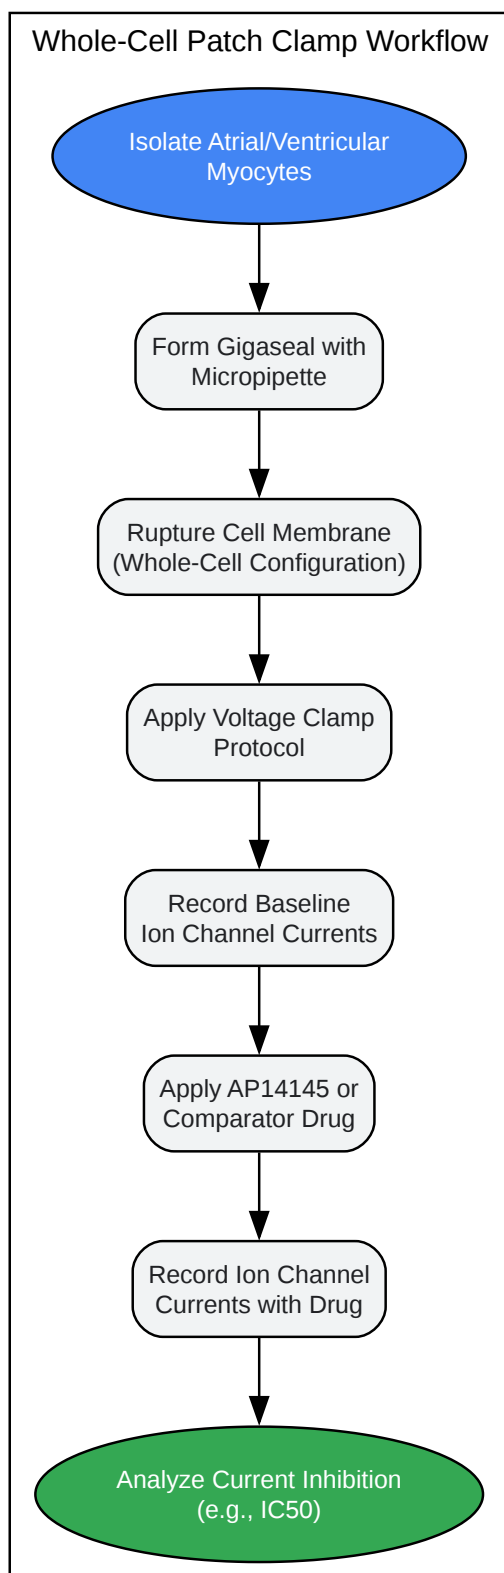 Whole-Cell Patch Clamp Workflow
Isolate Atrial/Ventricular
Myocytes
Form Gigaseal with
Micropipette
Rupture Cell Membrane
(Whole-Cell Configuration)
Apply Voltage Clamp
Protocol
Record Baseline
Ion Channel Currents
Apply AP14145 or
Comparator Drug
Record Ion Channel
Currents with Drug
Analyze Current Inhibition
(e.g., IC50)